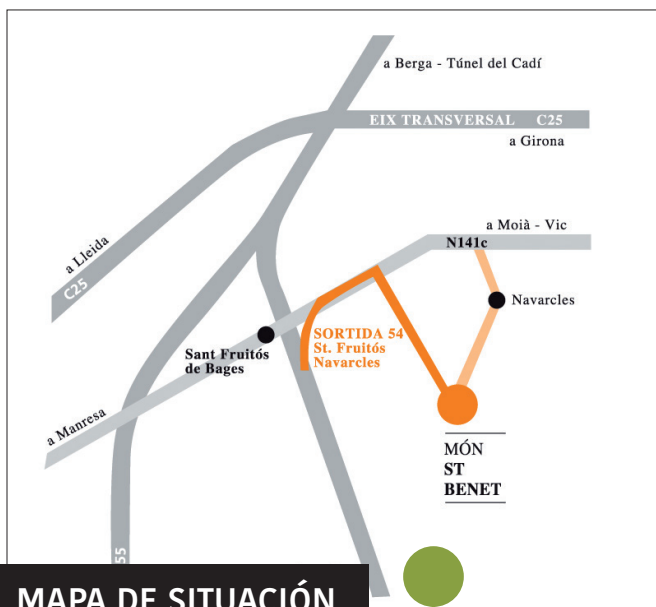 a Berga - Túnel del Cadí
EIX TRANSVERSAL C25
a Girona
a Lleida
C25
a Moià - Vic
N141c
Navarcles
SORTIDA 54
St. Fruitós
Navarcles
Sant Fruitós
de Bages
a Manresa
MÓN
ST
BENET
55
MAPA DE SITUACIÓN